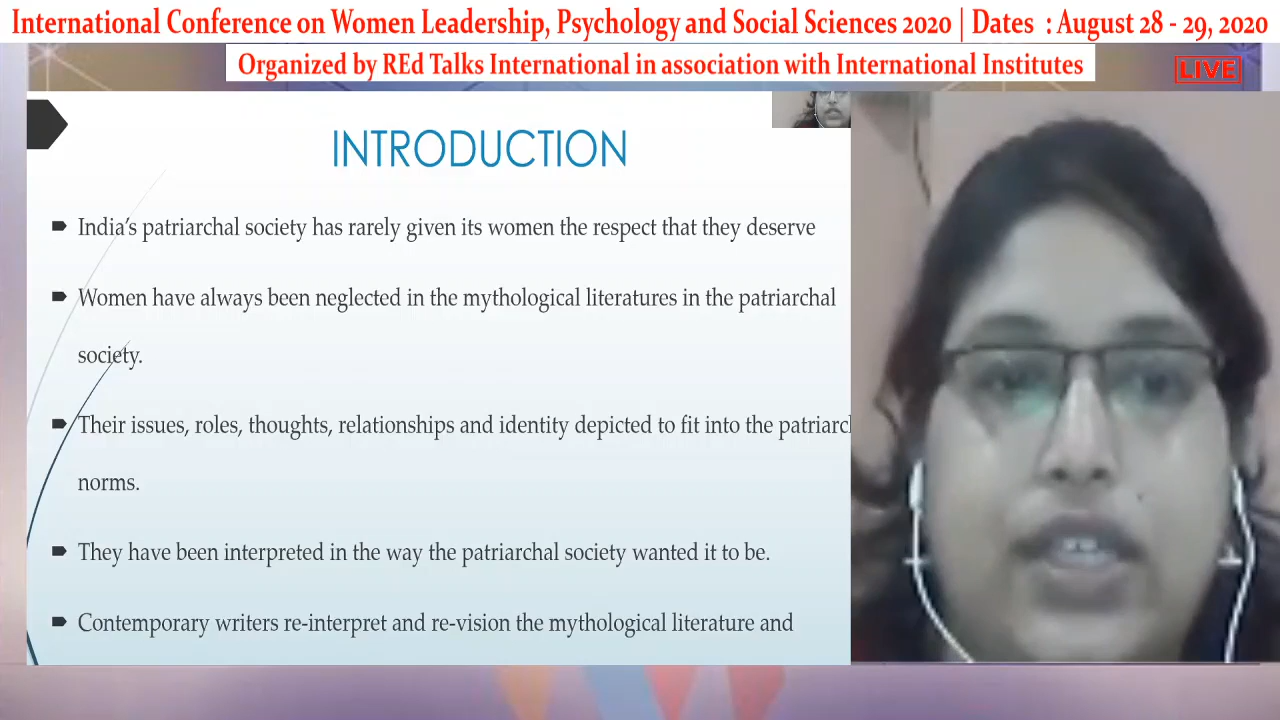 International Conference on Women Leadership, Psychology and Social Sciences 2020 | Dates : August 28 - 29, 2020
Organized by REd Talks International in association with International Institutes
LIVE
INTRODUCTION
India's patriarchal society has rarely given its women the respect that they deserve
Women have always been neglected in the mythological literatures in the patriarchal
society.
Their issues, roles, thoughts, relationships and identity depicted to fit into the
norms.
They have been interpreted in the way the patriarchal society wanted it to be.
Contemporary writers re-interpret and re-vision the mythological literature and